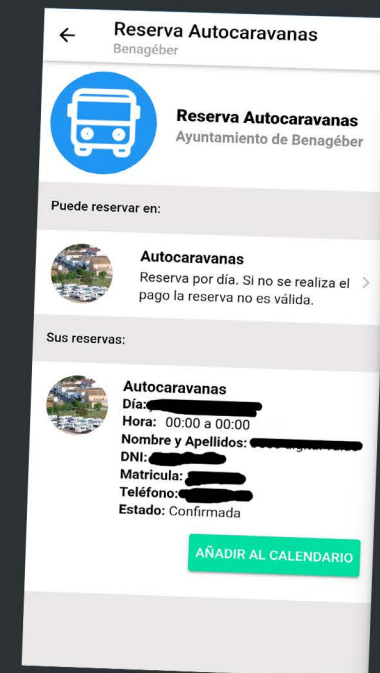 Reserva Autocaravanas
Benagéber
Reserva Autocaravanas
Ayuntamiento de Benagéber
Puede reservar en:
Autocaravanas
Reserva por día. Si no se realiza el
pago la reserva no es válida.
Sus reservas:
Autocaravanas
Día:
Hora: 00:00 a 00:00
Nombre y Apellidos:
DNI:
Matricula:
Teléfono:
Estado: Confirmada
AÑADIR AL CALENDARIO